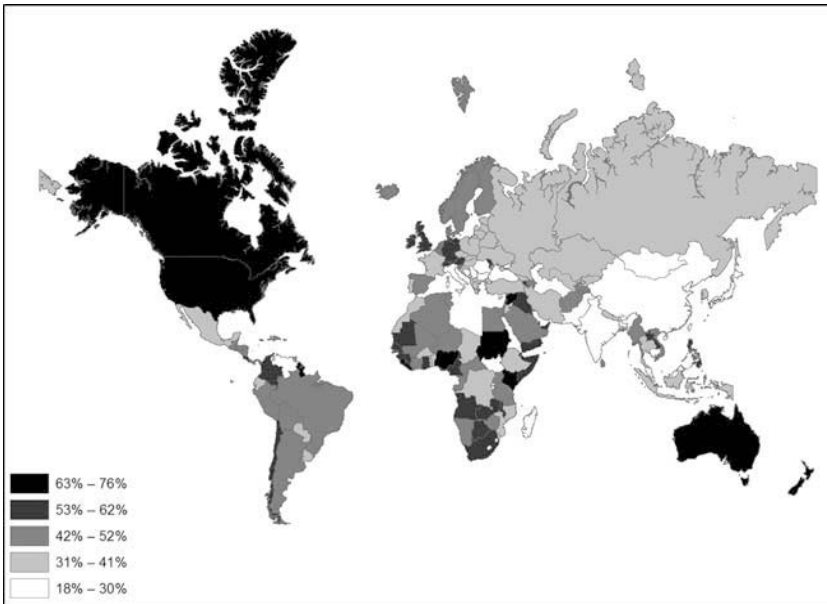 63% – 76%
53% – 62%
42% – 52%
31% – 41%
18% – 30%